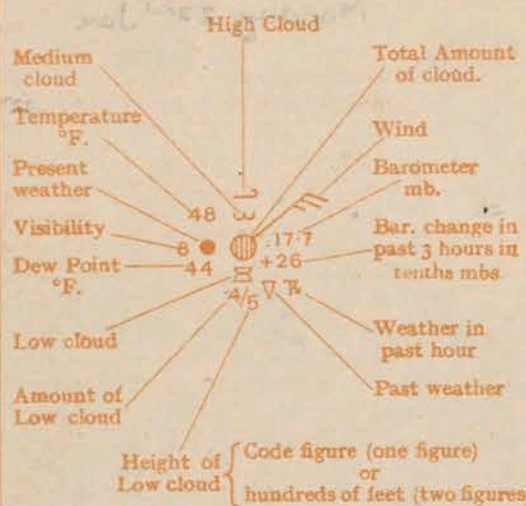 High Cloud
Medium
cloud
Total Amount
of cloud.
Temperature
°F.
Wind
Present
weather
Barometer
mb.
48
Visibility
8
17·7
Bar. change in
past 3 hours in
tenths mbs
Dew Point
°F.
44
+26
4/5
Low cloud
Weather in
past hour
Amount of
Low cloud
Past weather
Height of
Low cloud
Code figure (one figure)
or
hundreds of feet (two figures